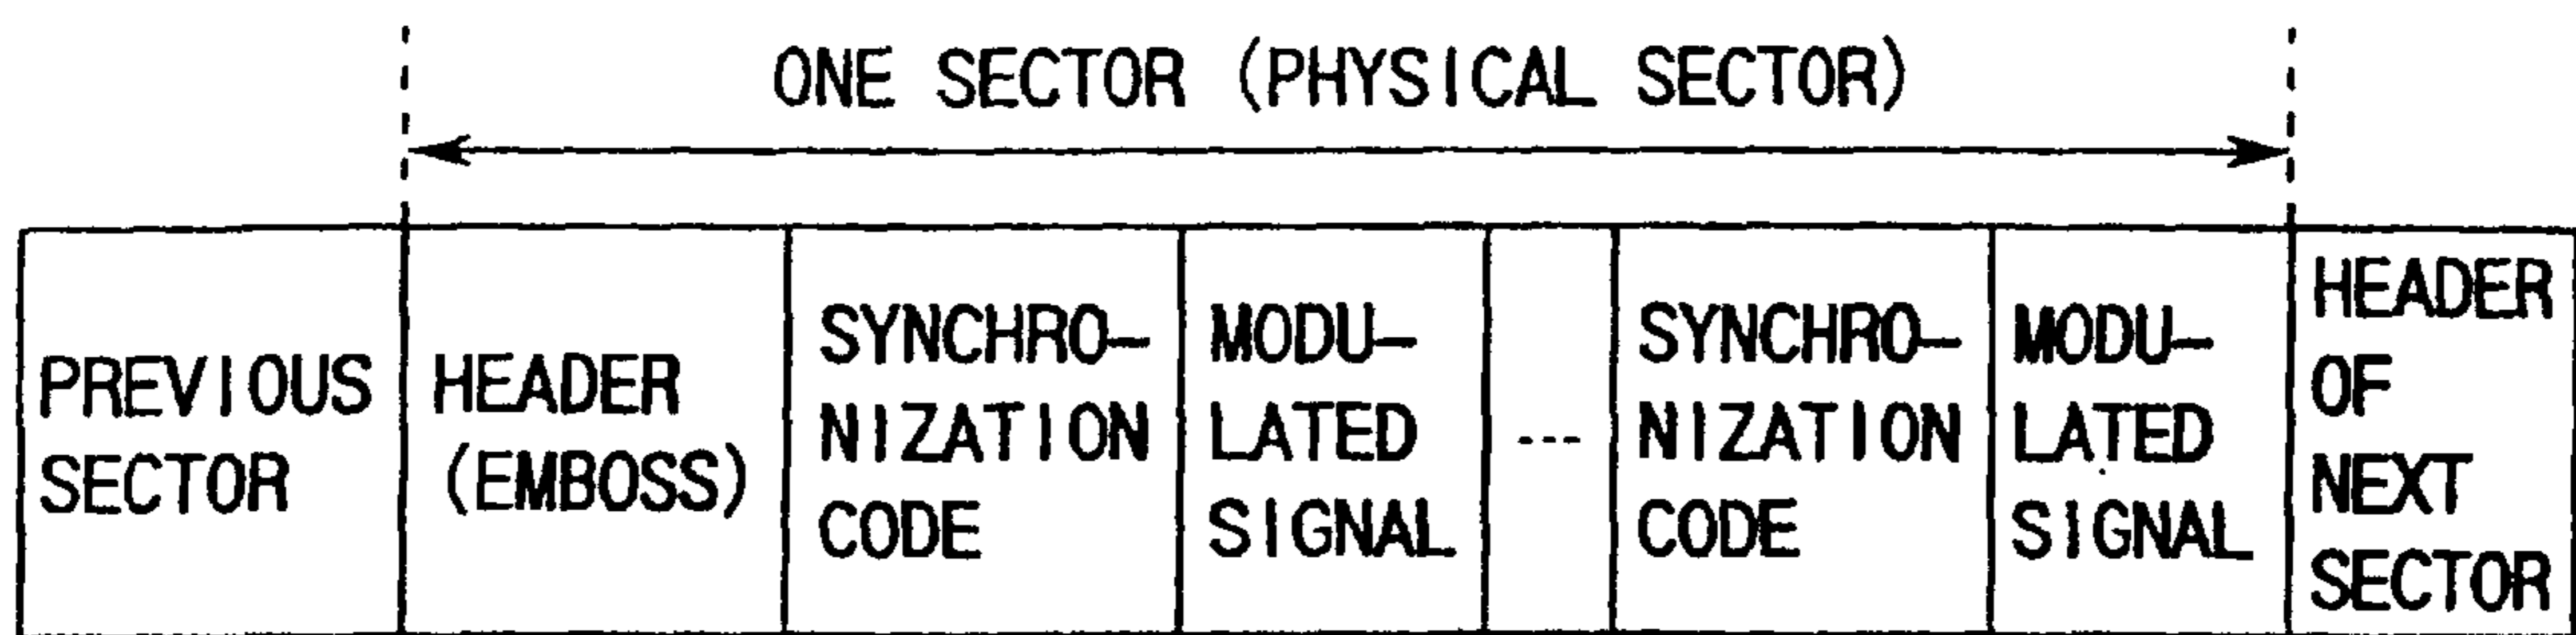 ONE SECTOR (PHYSICAL SECTOR)
PREVIOUS
SECTOR
HEADER
(EMBOSS)
SYNCHRO-
NIZATION
CODE
MODU-
LATED
SIGNAL
---
SYNCHRO-
NIZATION
CODE
MODU-
LATED
SIGNAL
HEADER
OF
NEXT
SECTOR